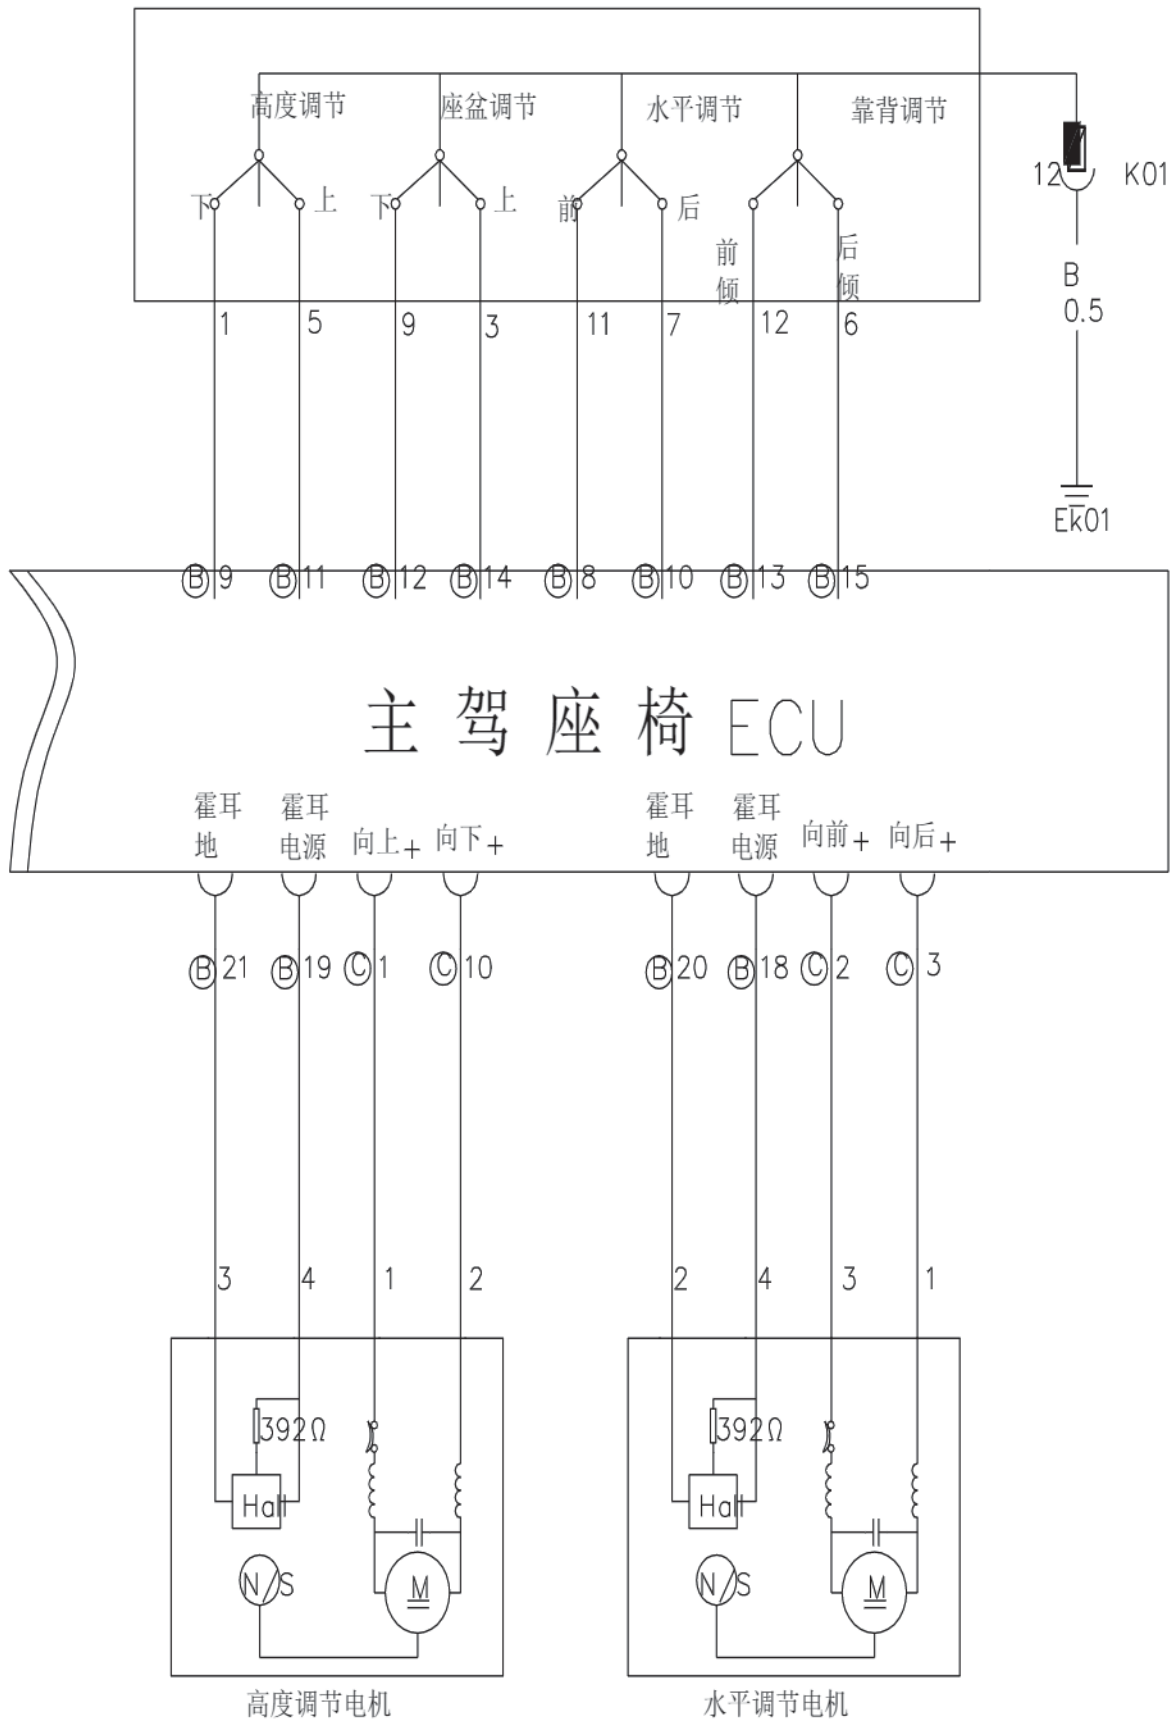 高度调节 座盆调节 水平调节 靠背调节
12 K01
下 上 下 上 前 后
前倾 后倾
B
0.5
1 5 9 3 11 7 12 6
Ek01
B 9 B 11 B 12 B 14 B 8 B 10 B 13 B 15
主驾座椅ECU
霍耳地 霍耳电源 向上+ 向下+ 霍耳地 霍耳电源 向前+ 向后+
B 21 B 19 C 1 C 10 B 20 B 18 C 2 C 3
3 4 1 2 2 4 3 1
392Ω 392Ω
Hall Hall
N/S M N/S M
高度调节电机 水平调节电机